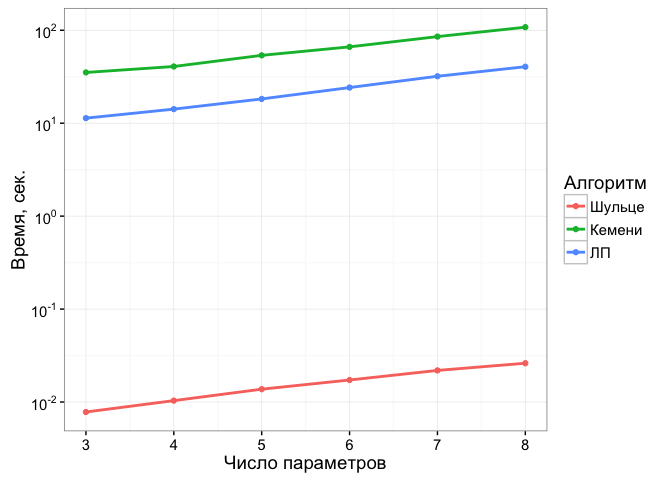 10²
10¹
10⁰
10⁻¹
10⁻²
Время, сек.
3 4 5 6 7 8
Число параметров
Алгоритм
Шульце
Кемени
ЛП